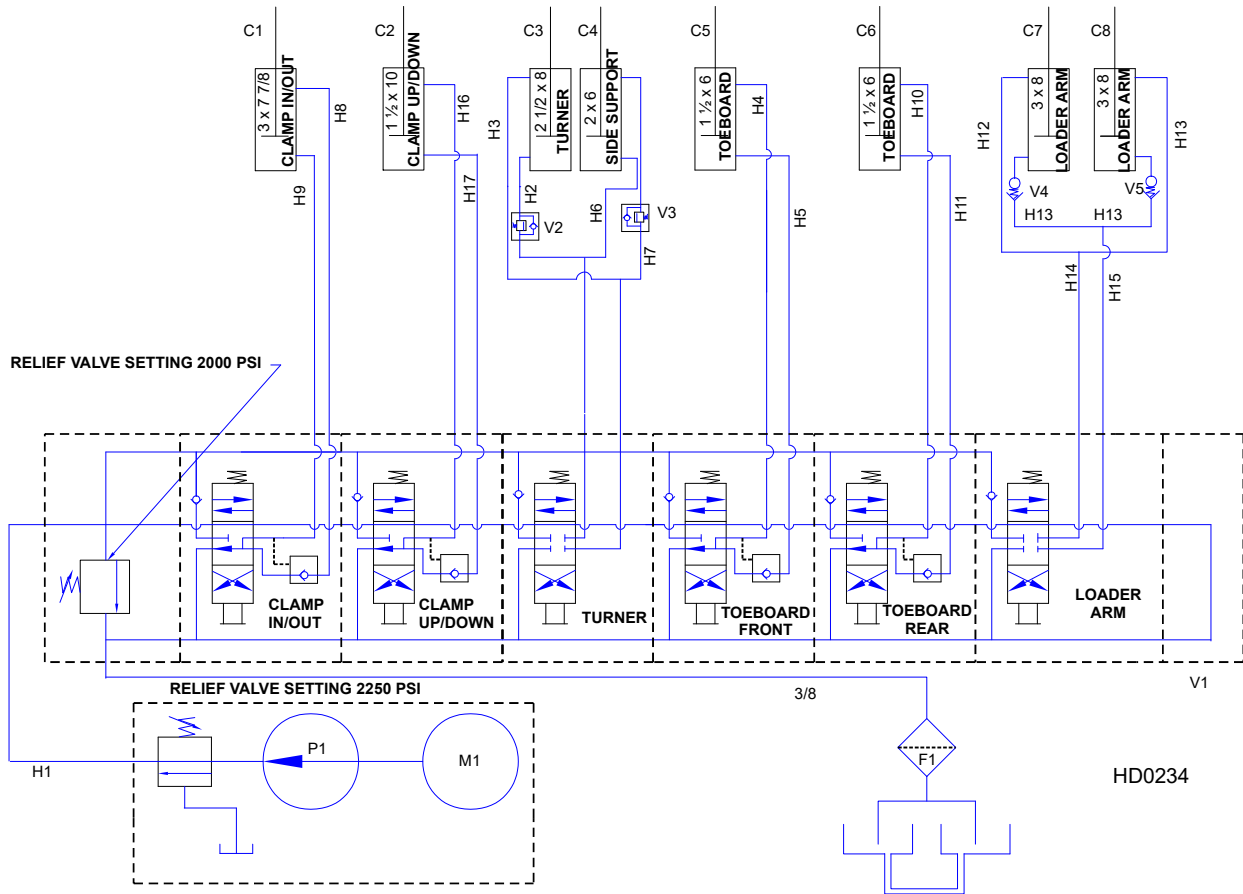 C1
C2
C3
C4
C5
C6
C7
C8
3 x 7 7/8
CLAMP IN/OUT
H8
H9
1 ½ x 10
CLAMP UP/DOWN
H16
H17
H3
2 1/2 x 8
TURNER
2 x 6
SIDE SUPPORT
H2
H6
V2
V3
H7
1 ½ x 6
TOEBOARD
H4
H5
1 ½ x 6
TOEBOARD
H10
H11
H12
3 x 8
LOADER ARM
3 x 8
LOADER ARM
H13
V4
V5
H13
H13
H14
H15
RELIEF VALVE SETTING 2000 PSI
CLAMP
IN/OUT
CLAMP
UP/DOWN
TURNER
TOEBOARD
FRONT
TOEBOARD
REAR
LOADER
ARM
V1
RELIEF VALVE SETTING 2250 PSI
3/8
H1
P1
M1
F1
HD0234